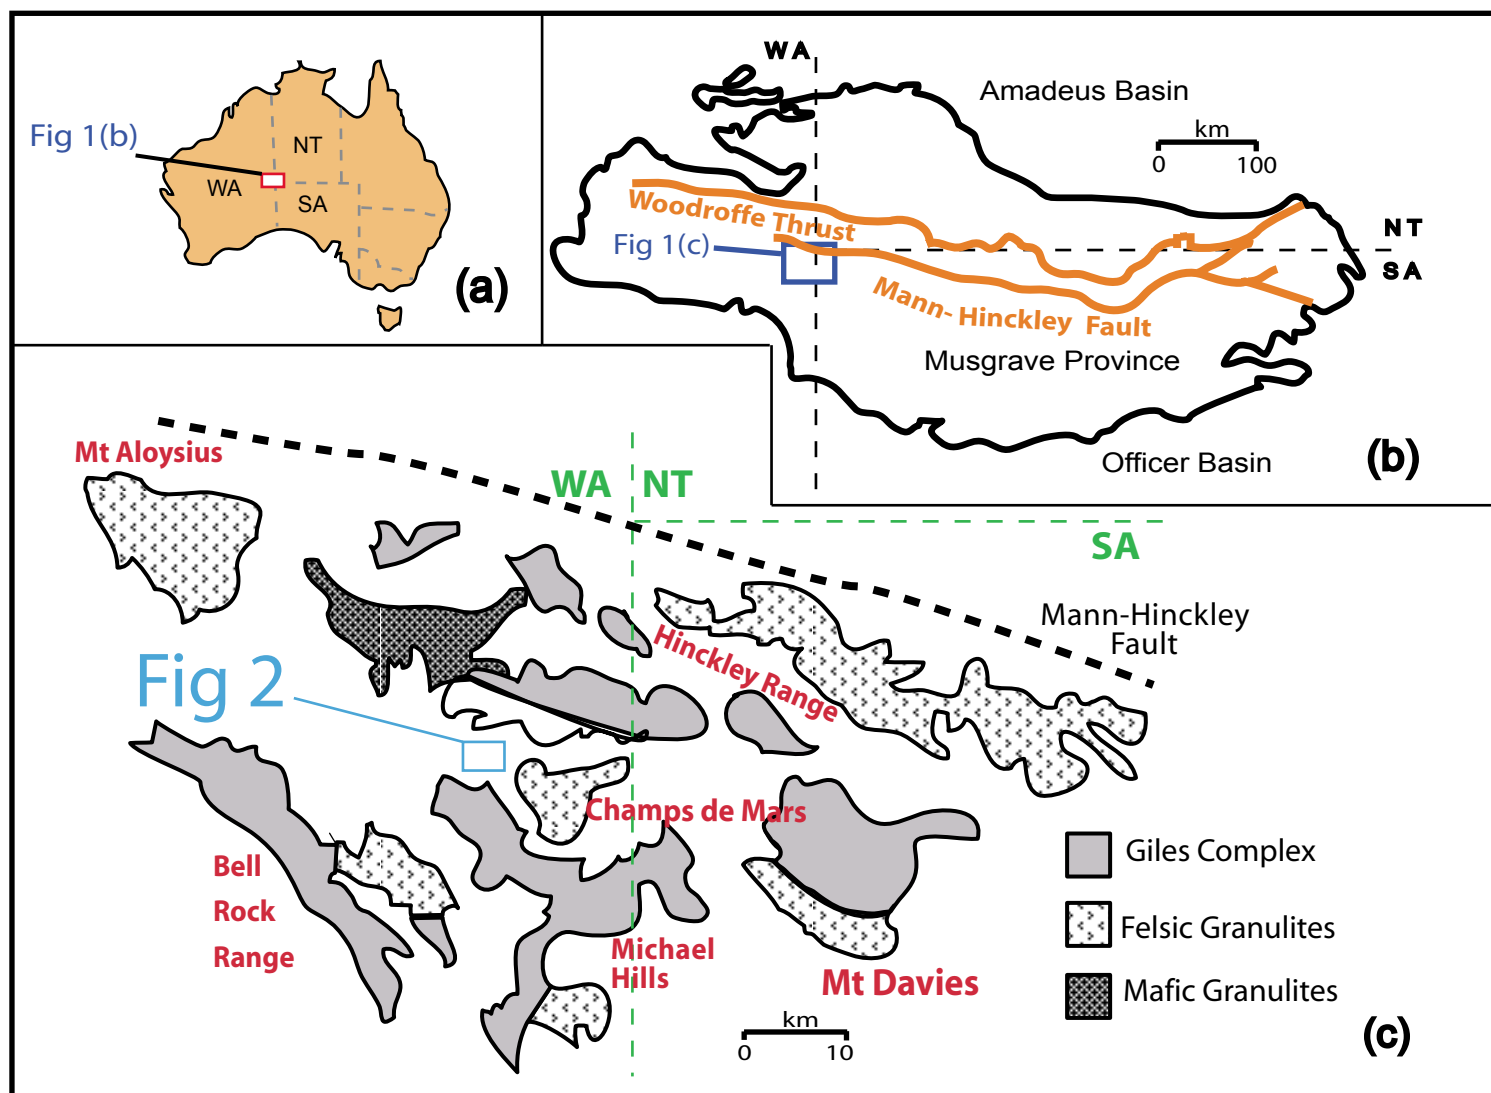 Fig 1(b)
NT
WA
SA
(a)
WA
Amadeus Basin
km
0 100
Woodroffe Thrust
Fig 1(c)
NT
SA
Mann- Hinckley Fault
Musgrave Province
Officer Basin
(b)
Mt Aloysius
WA NT
SA
Mann-Hinckley
Fault
Hinckley Range
Fig 2
Champs de Mars
Bell
Rock
Range
Michael
Hills
Mt Davies
Giles Complex
Felsic Granulites
Mafic Granulites
km
0 10
(c)